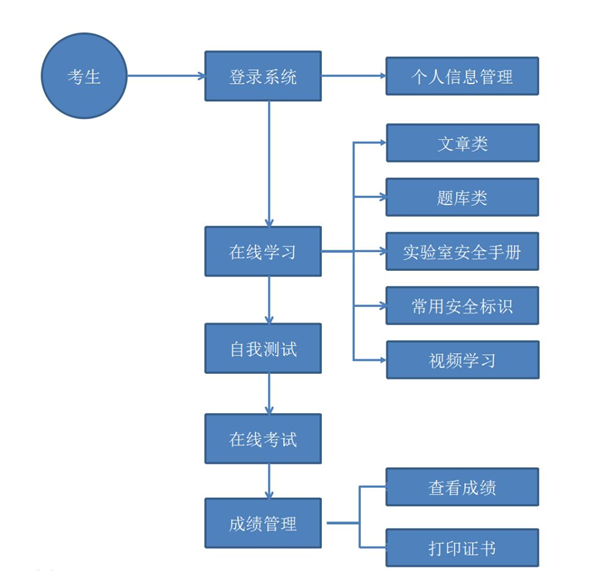 考生
登录系统
个人信息管理
文章类
题库类
在线学习
实验室安全手册
常用安全标识
自我测试
视频学习
在线考试
查看成绩
成绩管理
打印证书